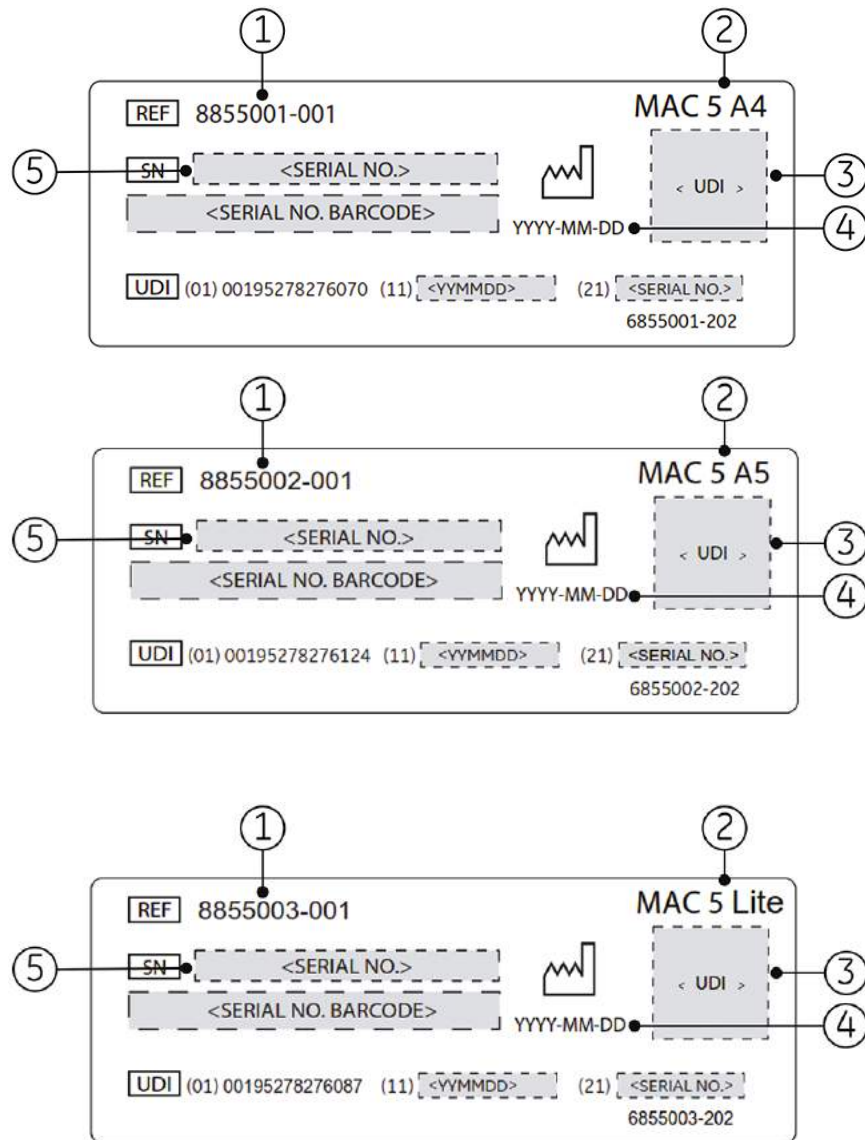 1 2
REF 8855001-001 MAC 5 A4
5 SN <SERIAL NO.> < UDI > 3
<SERIAL NO. BARCODE> YYYY-MM-DD 4
UDI (01) 00195278276070 (11) <YYMMDD> (21) <SERIAL NO.>
6855001-202
1 2
REF 8855002-001 MAC 5 A5
5 SN <SERIAL NO.> < UDI > 3
<SERIAL NO. BARCODE> YYYY-MM-DD 4
UDI (01) 00195278276124 (11) <YYMMDD> (21) <SERIAL NO.>
6855002-202
1 2
REF 8855003-001 MAC 5 Lite
5 SN <SERIAL NO.> < UDI > 3
<SERIAL NO. BARCODE> YYYY-MM-DD 4
UDI (01) 00195278276087 (11) <YYMMDD> (21) <SERIAL NO.>
6855003-202